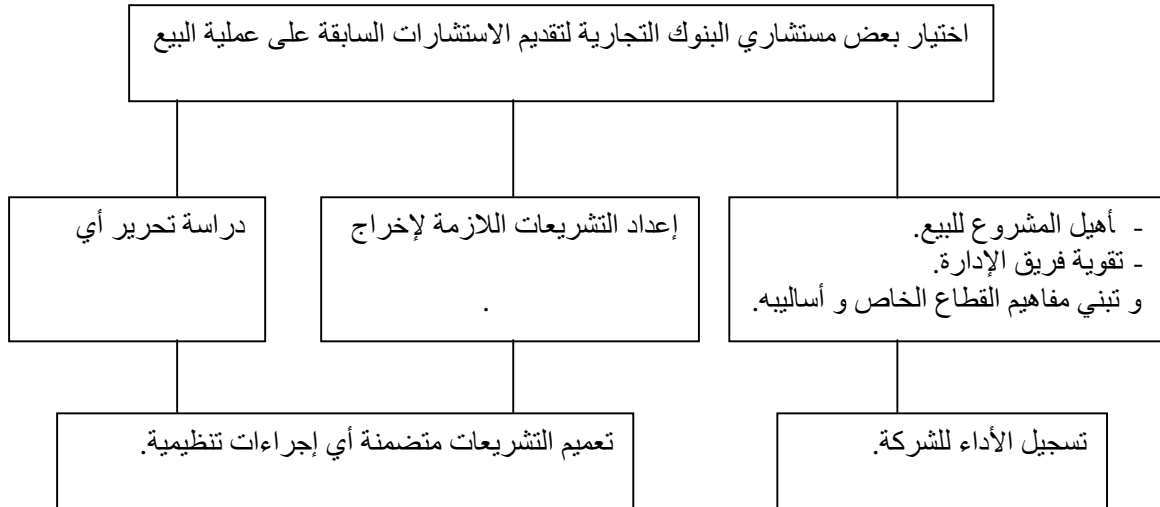 اختيار بعض مستشاري البنوك التجارية لتقديم الاستشارات السابقة على عملية البيع
- أهيل المشروع للبيع.
- تقوية فريق الإدارة.
و تبني مفاهيم القطاع الخاص و أساليبه.
إعداد التشريعات اللازمة لإخراج
.
دراسة تحرير أي
تسجيل الأداء للشركة.
تعميم التشريعات متضمنة أي إجراءات تنظيمية.